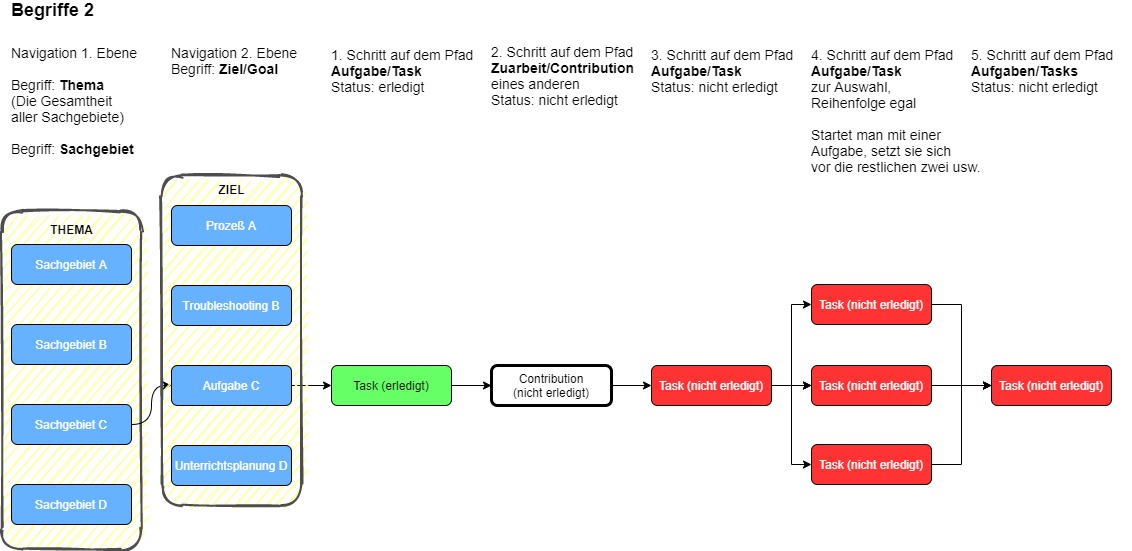 Begriffe 2
Navigation 1. Ebene
Begriff: Thema
(Die Gesamtheit
aller Sachgebiete)
Begriff: Sachgebiet
Navigation 2. Ebene
Begriff: Ziel/Goal
1. Schritt auf dem Pfad
Aufgabe/Task
Status: erledigt
2. Schritt auf dem Pfad
Zuarbeit/Contribution
eines anderen
Status: nicht erledigt
3. Schritt auf dem Pfad
Aufgabe/Task
Status: nicht erledigt
4. Schritt auf dem Pfad
Aufgabe/Task
zur Auswahl,
Reihenfolge egal
Startet man mit einer
Aufgabe, setzt sie sich
vor die restlichen zwei usw.
5. Schritt auf dem Pfad
Aufgaben/Tasks
Status: nicht erledigt
THEMA
Sachgebiet A
Sachgebiet B
Sachgebiet C
Sachgebiet D
ZIEL
Prozeß A
Troubleshooting B
Aufgabe C
Unterrichtsplanung D
Task (erledigt)
Contribution
(nicht erledigt)
Task (nicht erledigt)
Task (nicht erledigt)
Task (nicht erledigt)
Task (nicht erledigt)
Task (nicht erledigt)